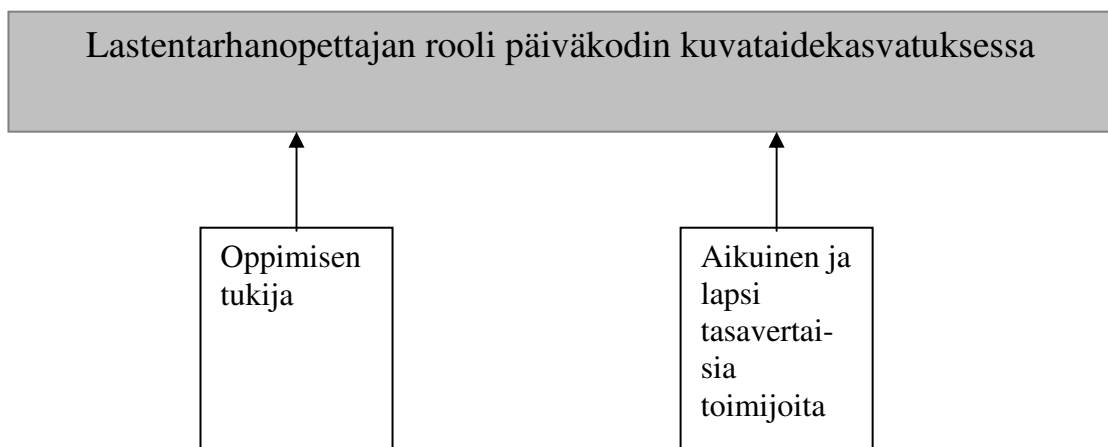 Lastentarhanopettajan rooli päiväkodin kuvataidekasvatuksessa
Oppimisen
tukija
Aikuinen ja
lapsi
tasavertai-
sia
toimijoita